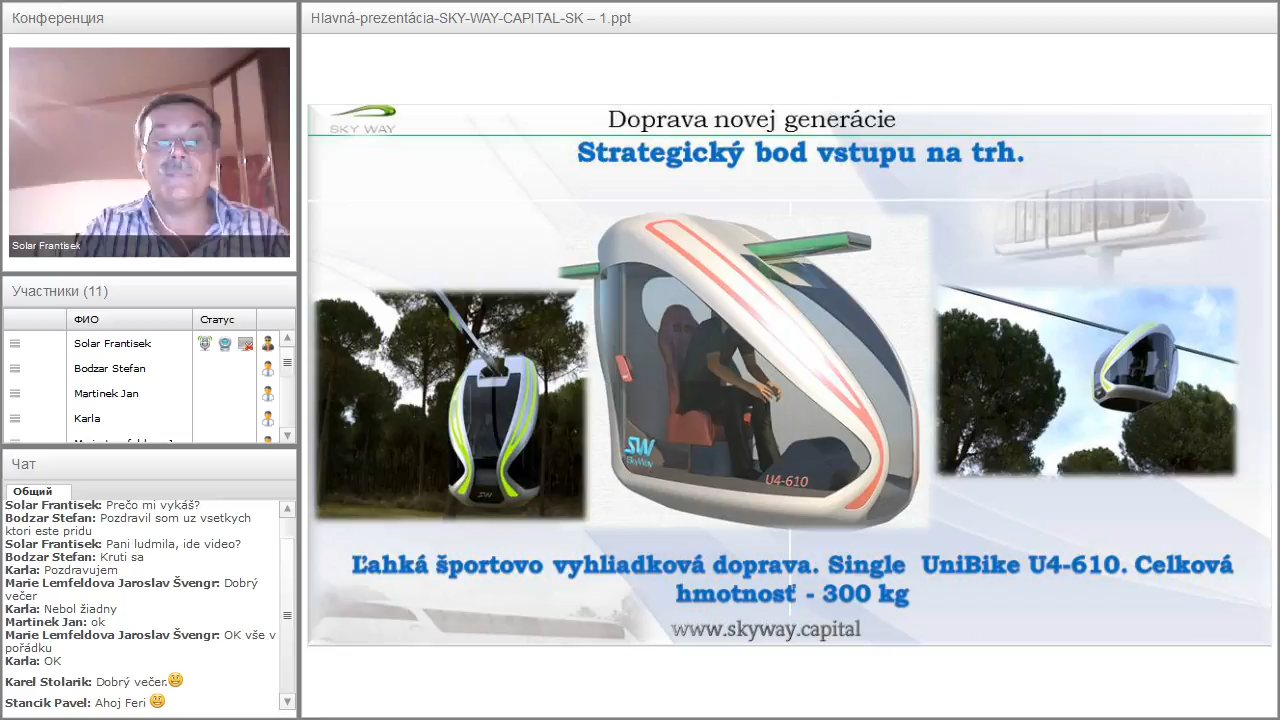 Конференция
Solar Frantisek
Участники (11)
ФИО
Статус
Solar Frantisek
Bodzar Stefan
Martinek Jan
Karla
Чат
Общий
Solar Frantisek: Prečo mi vykáš?
Bodzar Stefan: Pozdravil som uz vsetkych
ktori este pridu
Solar Frantisek: Pani ludmila, ide video?
Bodzar Stefan: Kruti sa
Karla: Pozdravujem
Marie Lemfeldova Jaroslav Švengr: Dobrý
večer
Karla: Nebol žiadny
Martinek Jan: ok
Marie Lemfeldova Jaroslav Švengr: OK vše v
pořádku
Karla: OK
Karel Stolarik: Dobrý večer.
Stancik Pavel: Ahoj Feri
Hlavná-prezentácia-SKY-WAY-CAPITAL-SK – 1.ppt
SKY WAY
Doprava novej generácie
Strategický bod vstupu na trh.
SW
SW
SkyWay
U4-610
Ľahká športovo vyhliadková doprava. Single UniBike U4-610. Celková
hmotnosť - 300 kg
www.skyway.capital